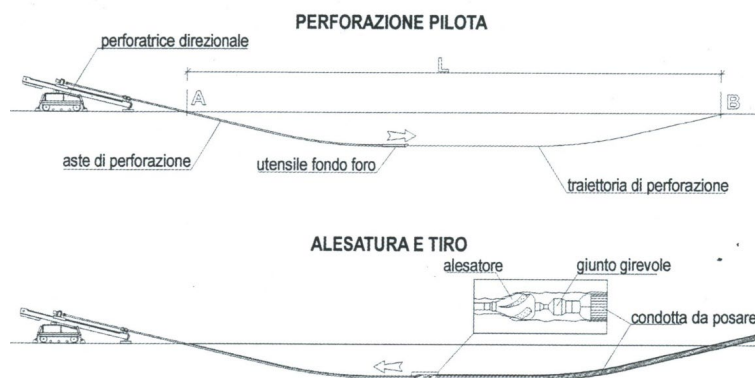 PERFORAZIONE PILOTA
perforatrice direzionale
L
A
B
aste di perforazione
utensile fondo foro
traiettoria di perforazione
ALESATURA E TIRO
alesatore
giunto girevole
condotta da posare